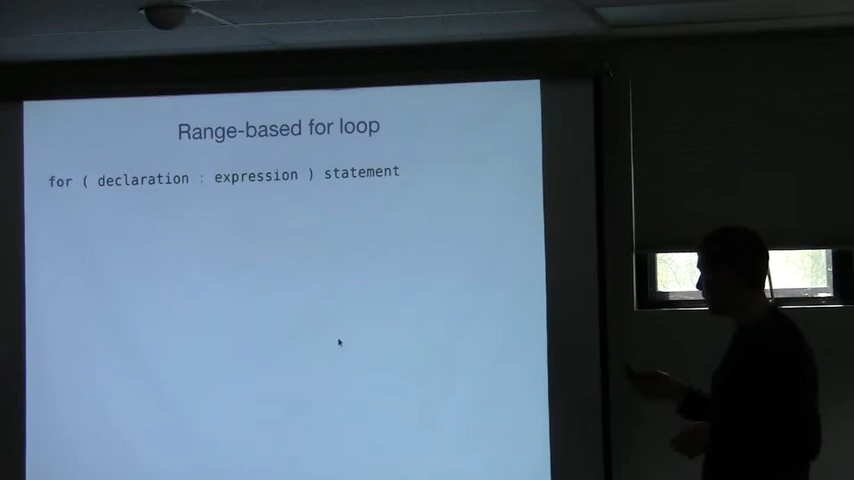 Range-based for loop
for ( declaration : expression ) statement